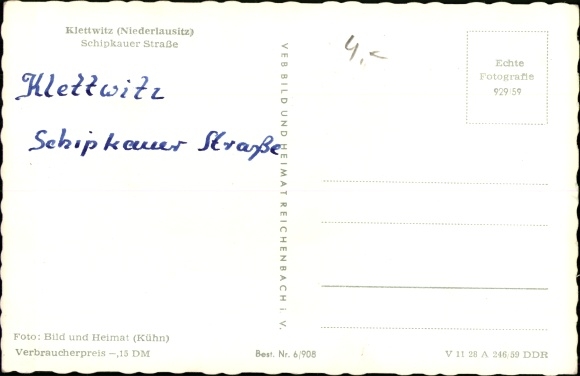 Klettwitz (Niederlausitz)
Schipkauer Straße
Klettwitz
Schipkauer Straße
Foto: Bild und Heimat (Kühn)
Verbraucherpreis –,15 DM
VEB BILD UND HEIMAT REICHENBACH i. V.
Best. Nr. 6/908
4,-
Echte
Fotografie
929/59
V 11 28 A 246/59 DDR